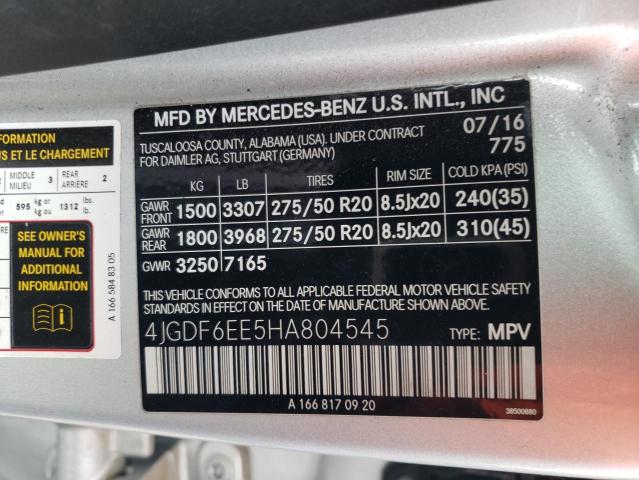 FORMATION
US ET LE CHARGEMENT
2 MIDDLE MILIEU 3 REAR ARRIÈRE 2
ed 595 kg or kg ou 1312 lbs. lb.
SEE OWNER'S
MANUAL FOR
ADDITIONAL
INFORMATION
A 166 584 83 05
MFD BY MERCEDES-BENZ U.S. INTL., INC
TUSCALOOSA COUNTY, ALABAMA (USA). UNDER CONTRACT 07/16
FOR DAIMLER AG, STUTTGART (GERMANY) 775
KG LB TIRES RIM SIZE COLD KPA (PSI)
GAWR FRONT 1500 3307 275/50 R20 8.5Jx20 240(35)
GAWR REAR 1800 3968 275/50 R20 8.5Jx20 310(45)
GVWR 3250 7165
THIS VEHICLE CONFORMS TO ALL APPLICABLE FEDERAL MOTOR VEHICLE SAFETY
STANDARDS IN EFFECT ON THE DATE OF MANUFACTURE SHOWN ABOVE.
4JGDF6EE5HA804545 TYPE: MPV
A 166 817 09 20
38500880